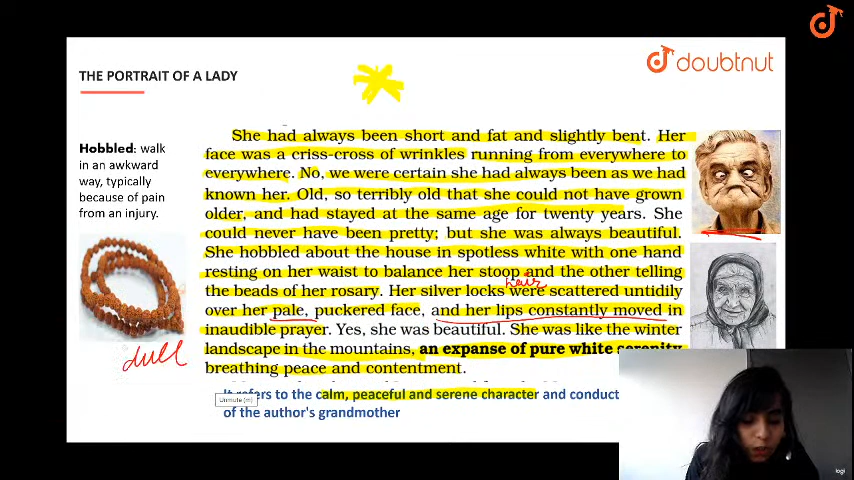 doubtnut
THE PORTRAIT OF A LADY
Hobbled: walk
in an awkward
way, typically
because of pain
from an injury.
dull
She had always been short and fat and slightly bent. Her
face was a criss-cross of wrinkles running from everywhere to
everywhere. No, we were certain she had always been as we had
known her. Old, so terribly old that she could not have grown
older, and had stayed at the same age for twenty years. She
could never have been pretty; but she was always beautiful.
She hobbled about the house in spotless white with one hand
resting on her waist to balance her stoop and the other telling
hair
the beads of her rosary. Her silver locks were scattered untidily
over her pale, puckered face, and her lips constantly moved in
inaudible prayer. Yes, she was beautiful. She was like the winter
landscape in the mountains, an expanse of pure white serenity
breathing peace and contentment.
It refers to the calm, peaceful and serene character and conduct
of the author's grandmother
Unmute (m)
logi